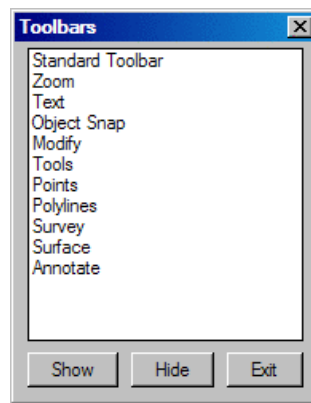 Toolbars
Standard Toolbar
Zoom
Text
Object Snap
Modify
Tools
Points
Polylines
Survey
Surface
Annotate
Show Hide Exit